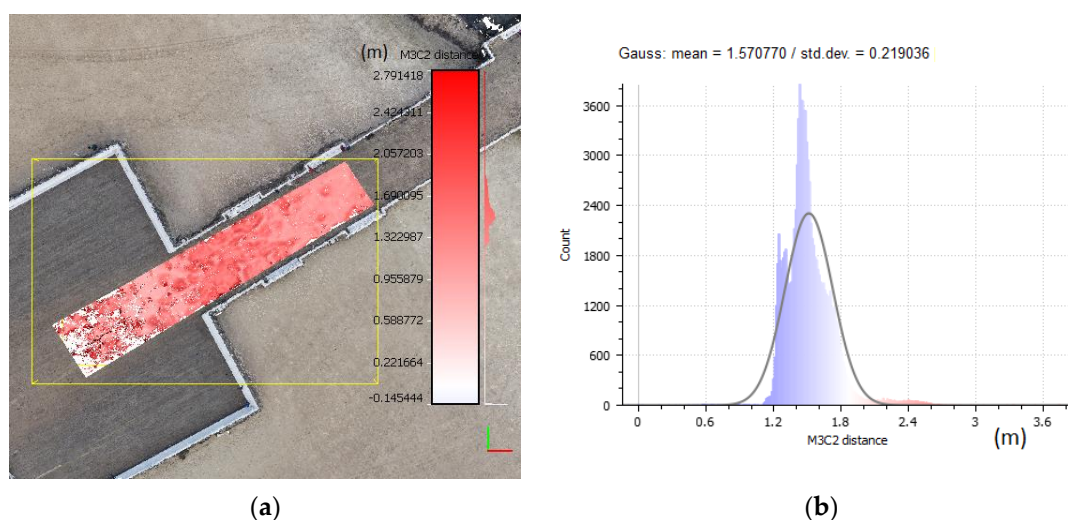 (m) M3C2 distance
2.791418
2.424311
2.057203
1.690095
1.322987
0.955879
0.588772
0.221664
-0.145444
(a)
Gauss: mean = 1.570770 / std.dev. = 0.219036
3600
3000
2400
1800
1200
600
0
Count
0 0.6 1.2 1.8 2.4 3 3.6
M3C2 distance (m)
(b)